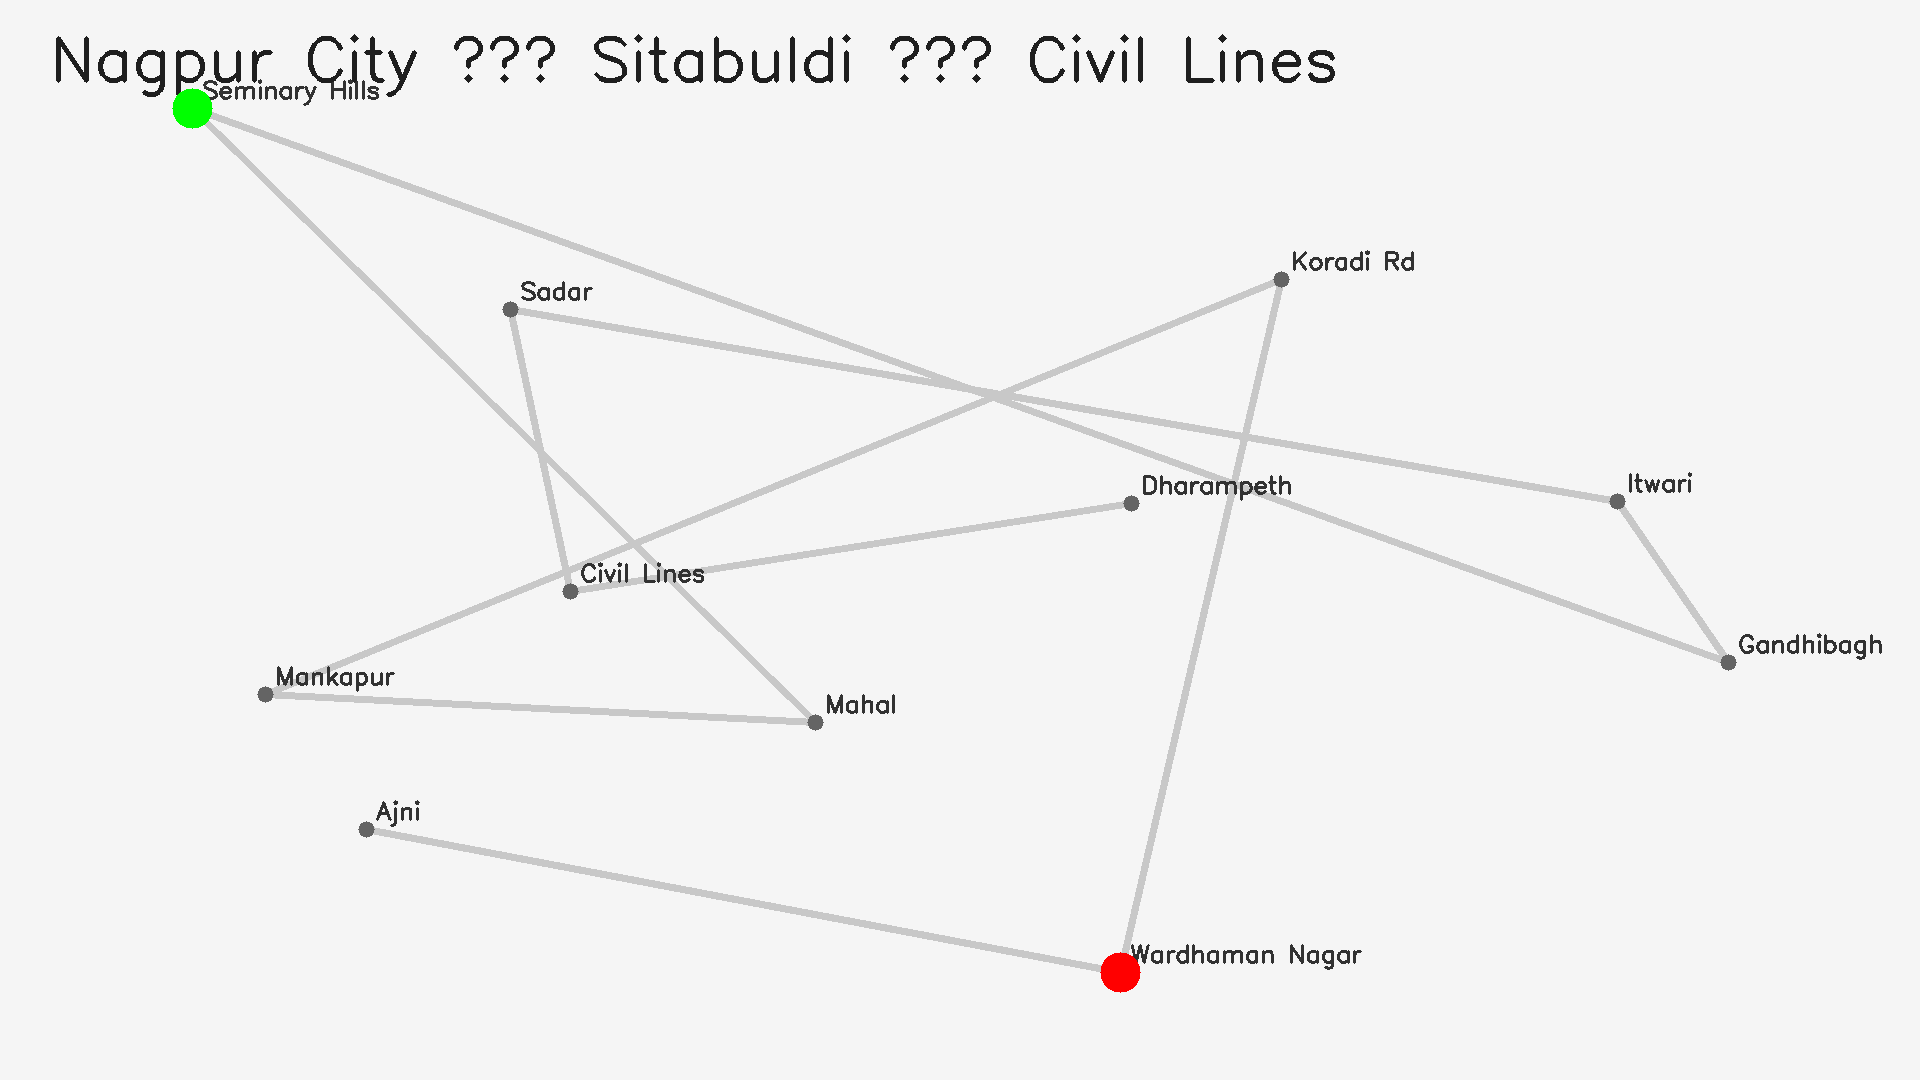 Nagpur City ??? Sitabuldi ??? Civil Lines
Seminary Hills
Koradi Rd
Sadar
Itwari
Dharampeth
Civil Lines
Gandhibagh
Mankapur
Mahal
Ajni
Wardhaman Nagar